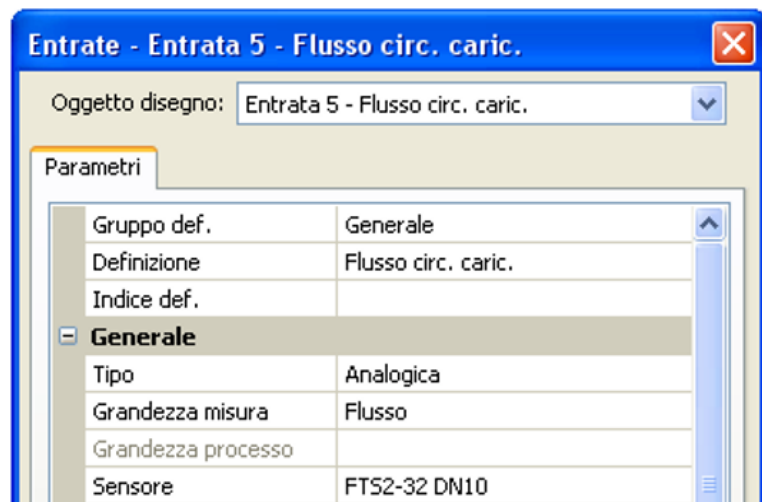 Entrate - Entrata 5 - Flusso circ. caric.
Oggetto disegno: Entrata 5 - Flusso circ. caric.
Parametri
Gruppo def. Generale
Definizione Flusso circ. caric.
Indice def.
Generale
Tipo Analogica
Grandezza misura Flusso
Grandezza processo
Sensore FTS2-32 DN10